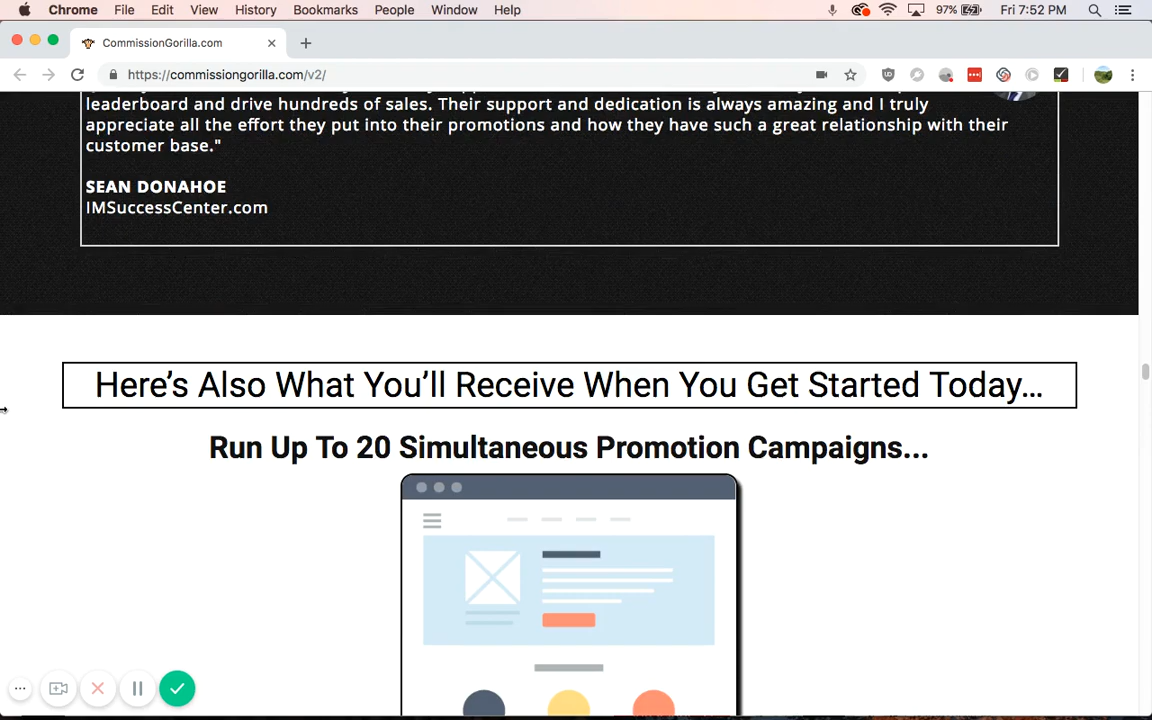 Chrome File Edit View History Bookmarks People Window Help 97% Fri 7:52 PM
CommissionGorilla.com
https://commissiongorilla.com/v2/
leaderboard and drive hundreds of sales. Their support and dedication is always amazing and I truly
appreciate all the effort they put into their promotions and how they have such a great relationship with their
customer base."
SEAN DONAHOE
IMSuccessCenter.com
Here's Also What You'll Receive When You Get Started Today...
Run Up To 20 Simultaneous Promotion Campaigns...